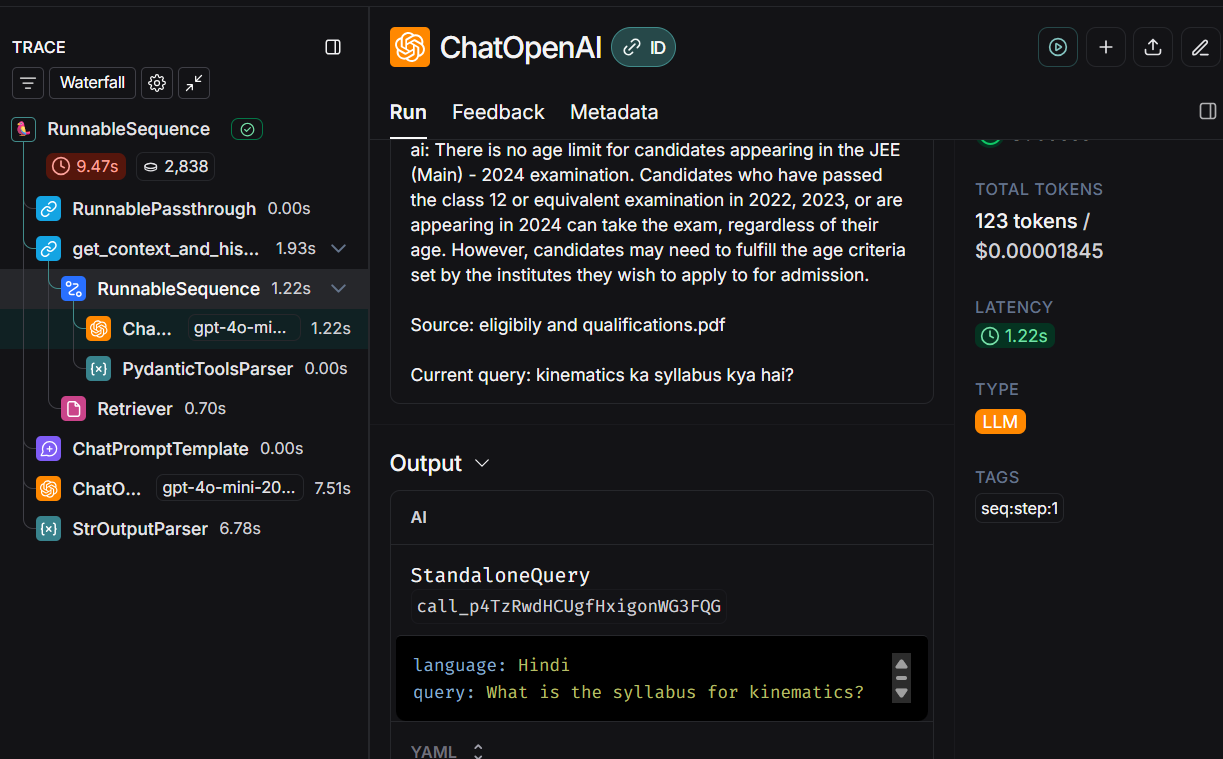 TRACE
Waterfall
RunnableSequence
9.47s 2,838
RunnablePassthrough 0.00s
get_context_and_his... 1.93s
RunnableSequence 1.22s
Cha... gpt-4o-mi... 1.22s
PydanticToolsParser 0.00s
Retriever 0.70s
ChatPromptTemplate 0.00s
ChatO... gpt-4o-mini-20... 7.51s
StrOutputParser 6.78s
ChatOpenAI ID
Run Feedback Metadata
ai: There is no age limit for candidates appearing in the JEE
(Main) - 2024 examination. Candidates who have passed
the class 12 or equivalent examination in 2022, 2023, or are
appearing in 2024 can take the exam, regardless of their
age. However, candidates may need to fulfill the age criteria
set by the institutes they wish to apply to for admission.
Source: eligibily and qualifications.pdf
Current query: kinematics ka syllabus kya hai?
Output
AI
StandaloneQuery
call_p4TzRwdHCUgfHxigonWG3FQG
language: Hindi
query: What is the syllabus for kinematics?
YAML
TOTAL TOKENS
123 tokens /
$0.00001845
LATENCY
1.22s
TYPE
LLM
TAGS
seq:step:1